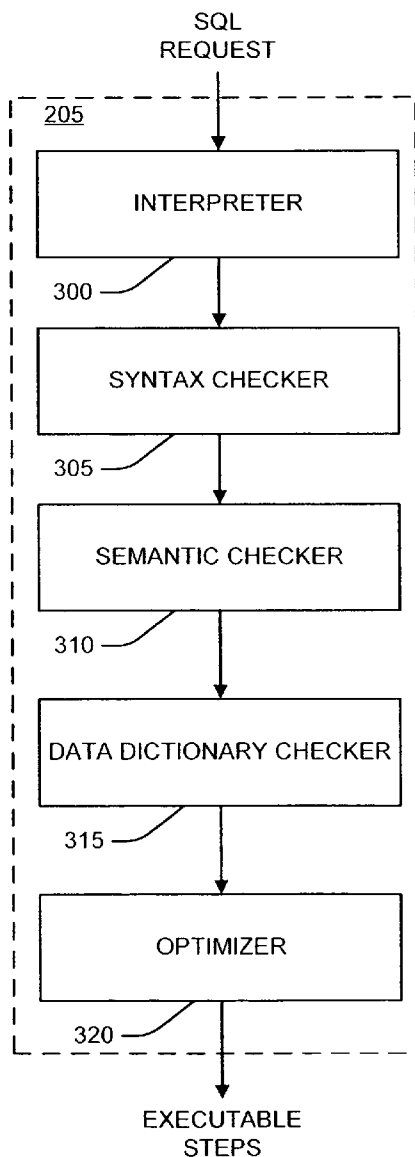 SQL
REQUEST
205
INTERPRETER
300
SYNTAX CHECKER
305
SEMANTIC CHECKER
310
DATA DICTIONARY CHECKER
315
OPTIMIZER
320
EXECUTABLE
STEPS